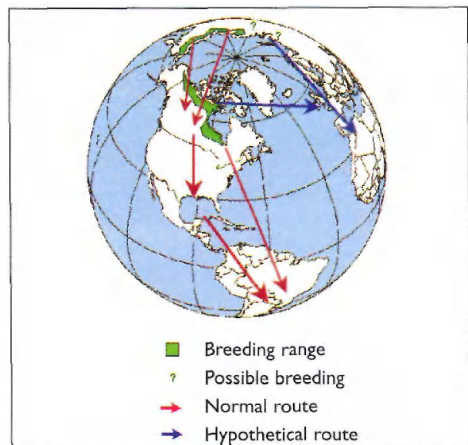 ?
?
Breeding range
? Possible breeding
Normal route
Hypothetical route